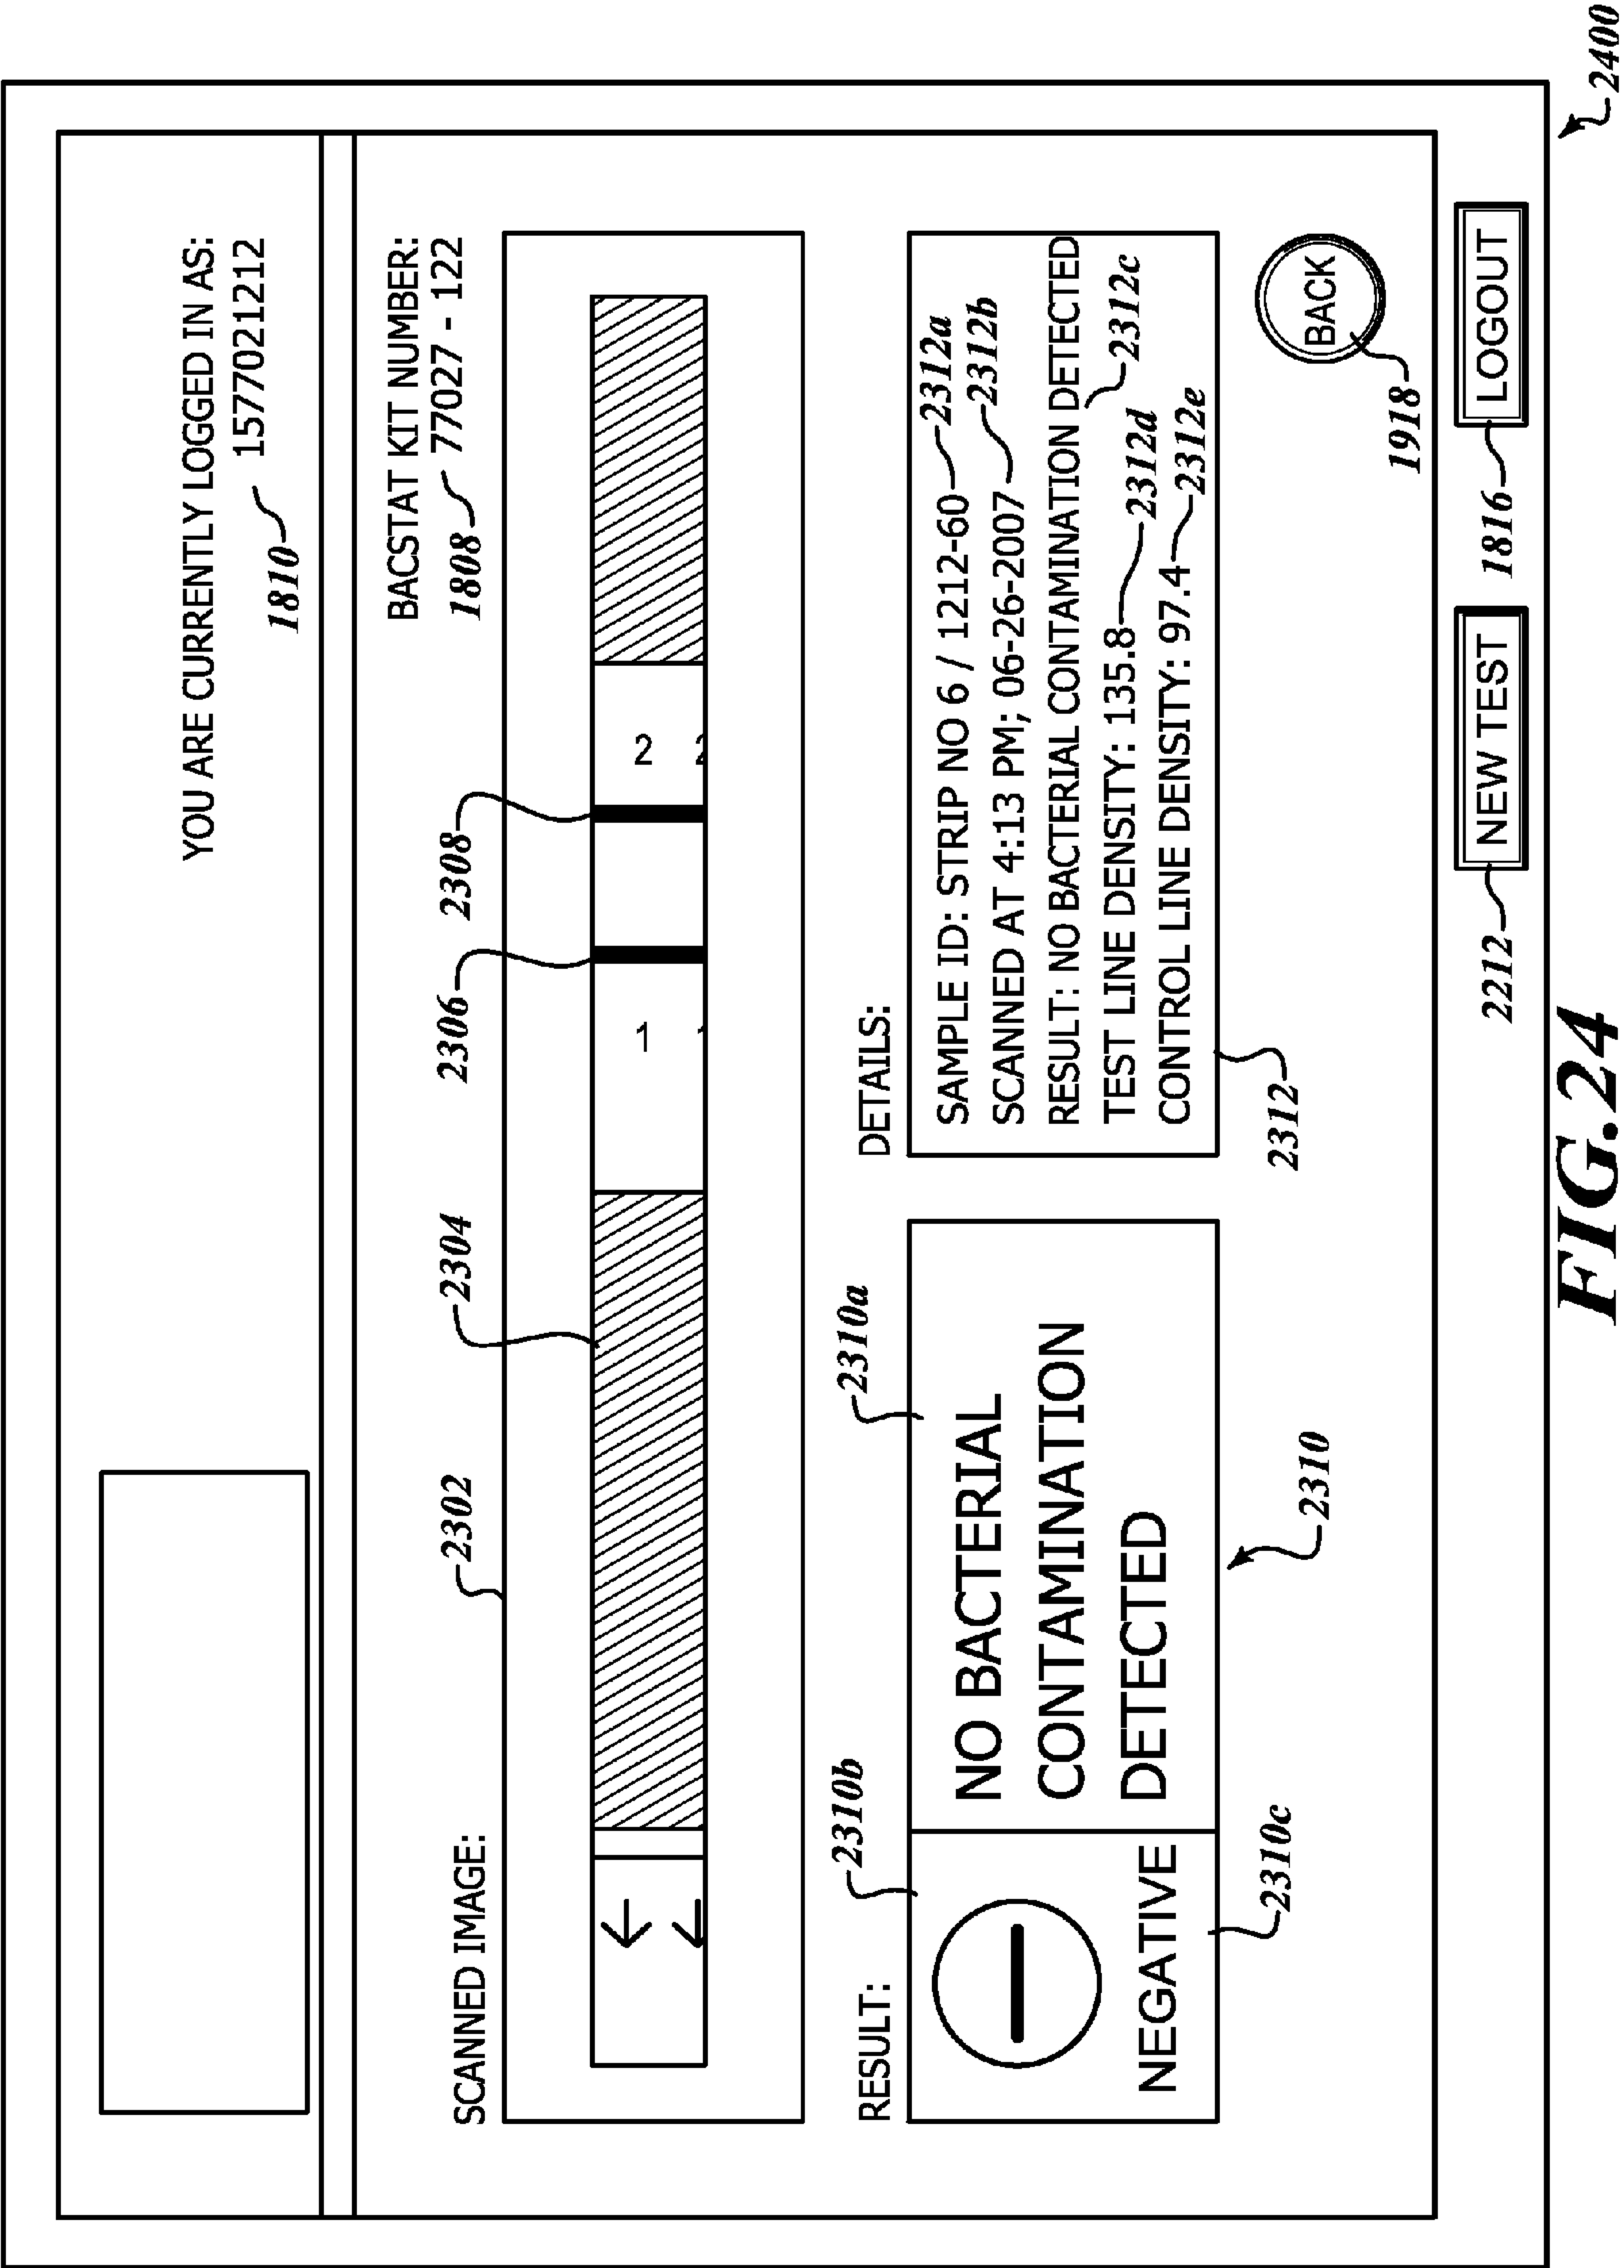 YOU ARE CURRENTLY LOGGED IN AS:
1577021212
1810
BACSTAT KIT NUMBER:
1808
77027 - 122
SCANNED IMAGE:
2302
2304
2306
2308
1
2
2
RESULT:
2310b
2310a
NO BACTERIAL
CONTAMINATION
DETECTED
NEGATIVE
2310c
2310
DETAILS:
SAMPLE ID: STRIP NO 6 / 1212-60
2312a
SCANNED AT 4:13 PM; 06-26-2007
2312b
RESULT: NO BACTERIAL CONTAMINATION DETECTED
2312c
TEST LINE DENSITY: 135.8
2312d
CONTROL LINE DENSITY: 97.4
2312e
2312
BACK
1918
2212
NEW TEST
1816
LOGOUT
2400
FIG.24